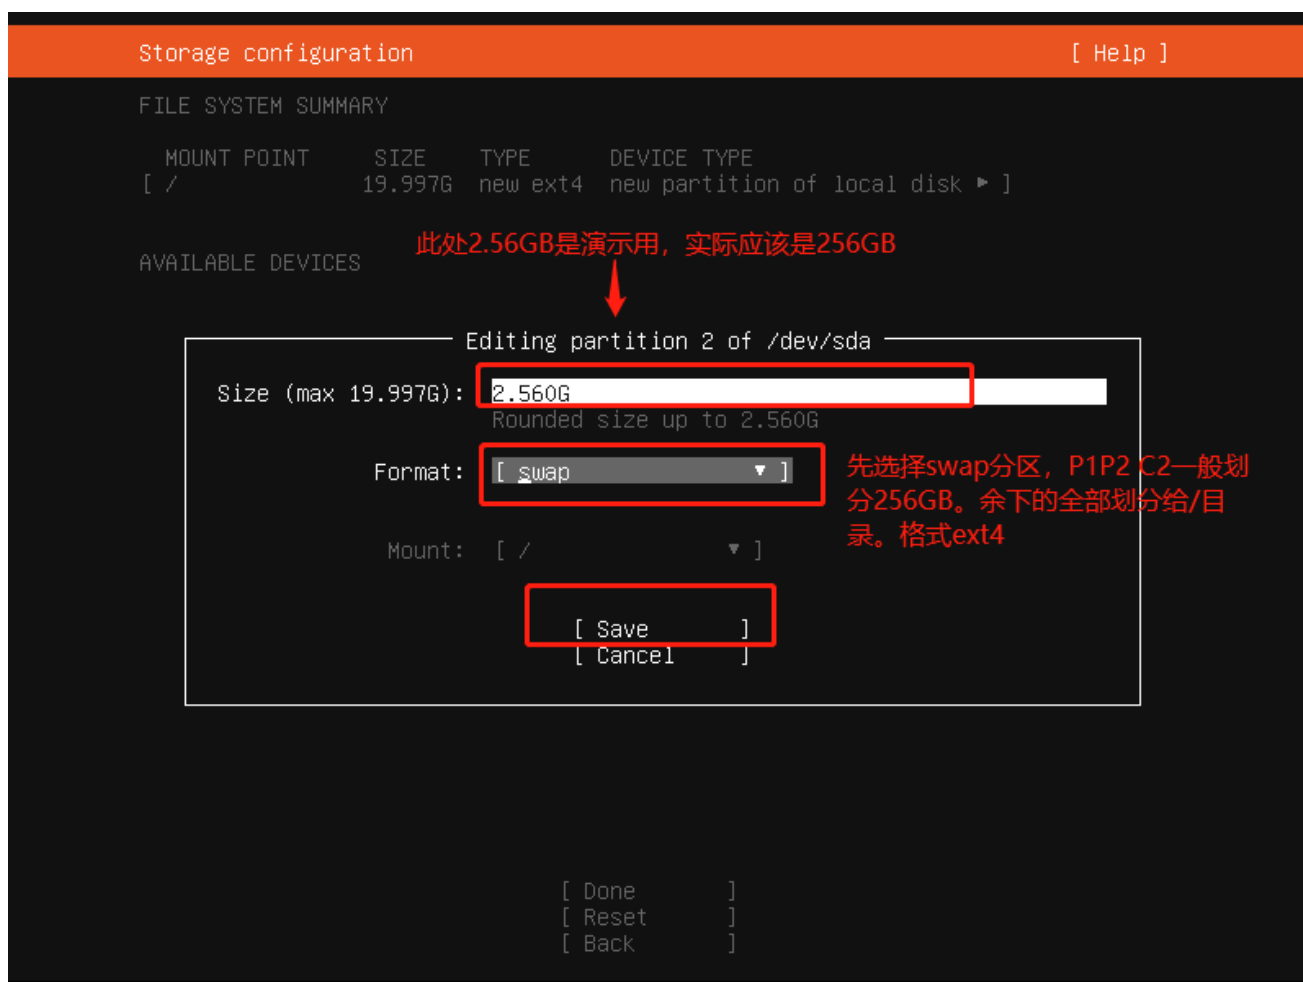 Storage configuration [ Help ]
FILE SYSTEM SUMMARY
MOUNT POINT SIZE TYPE DEVICE TYPE
[ / 19.997G new ext4 new partition of local disk ▸ ]
此处2.56GB是演示用，实际应该是256GB
AVAILABLE DEVICES
Editing partition 2 of /dev/sda
Size (max 19.997G): 2.560G
Rounded size up to 2.560G
Format: [ swap ▾ ]
先选择swap分区，P1P2 C2一般划
分256GB。余下的全部划分给/目
录。格式ext4
Mount: [ / ▾ ]
[ Save ]
[ Cancel ]
[ Done ]
[ Reset ]
[ Back ]